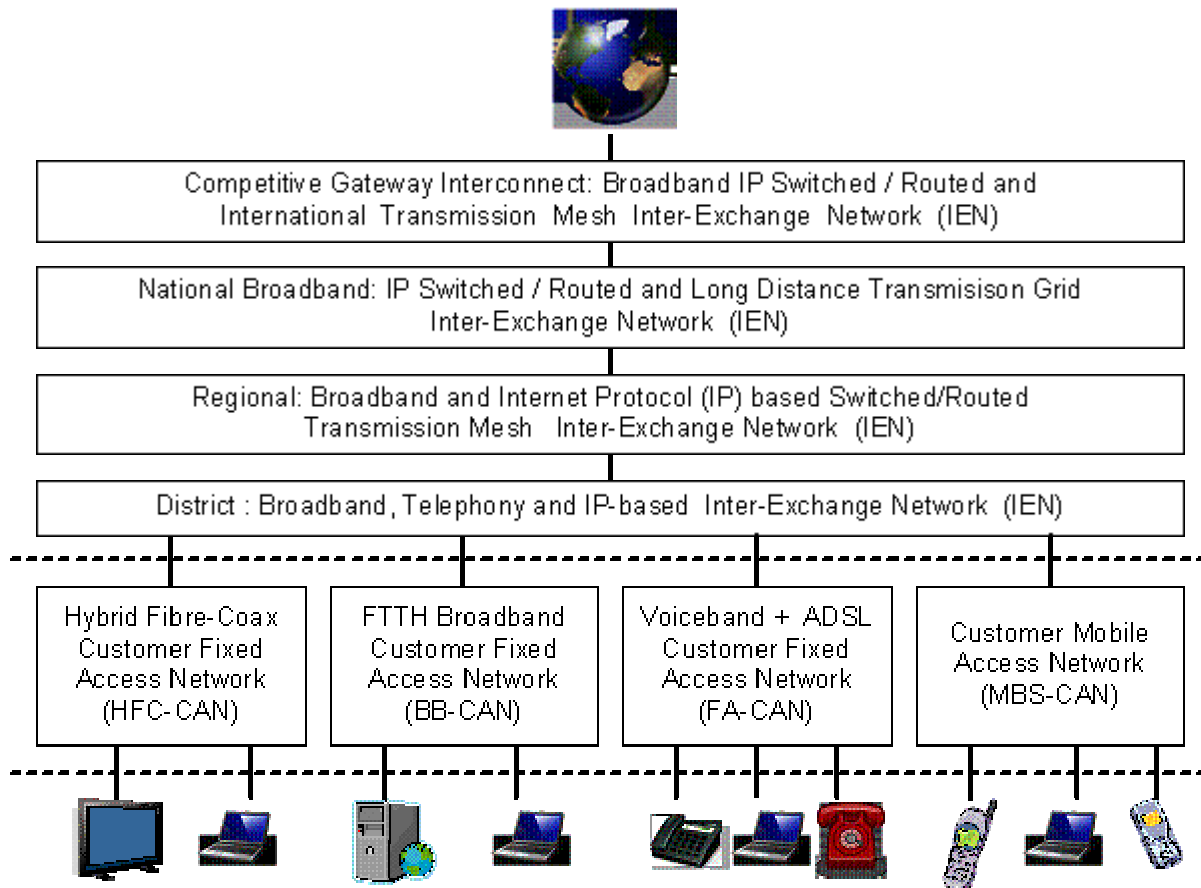 Competitive Gateway Interconnect: Broadband IP Switched / Routed and
International Transmission Mesh Inter-Exchange Network (IEN)
National Broadband: IP Switched / Routed and Long Distance Transmisison Grid
Inter-Exchange Network (IEN)
Regional: Broadband and Internet Protocol (IP) based Switched/Routed
Transmission Mesh Inter-Exchange Network (IEN)
District : Broadband, Telephony and IP-based Inter-Exchange Network (IEN)
Hybrid Fibre-Coax
Customer Fixed
Access Network
(HFC-CAN)
FTTH Broadband
Customer Fixed
Access Network
(BB-CAN)
Voiceband + ADSL
Customer Fixed
Access Network
(FA-CAN)
Customer Mobile
Access Network
(MBS-CAN)